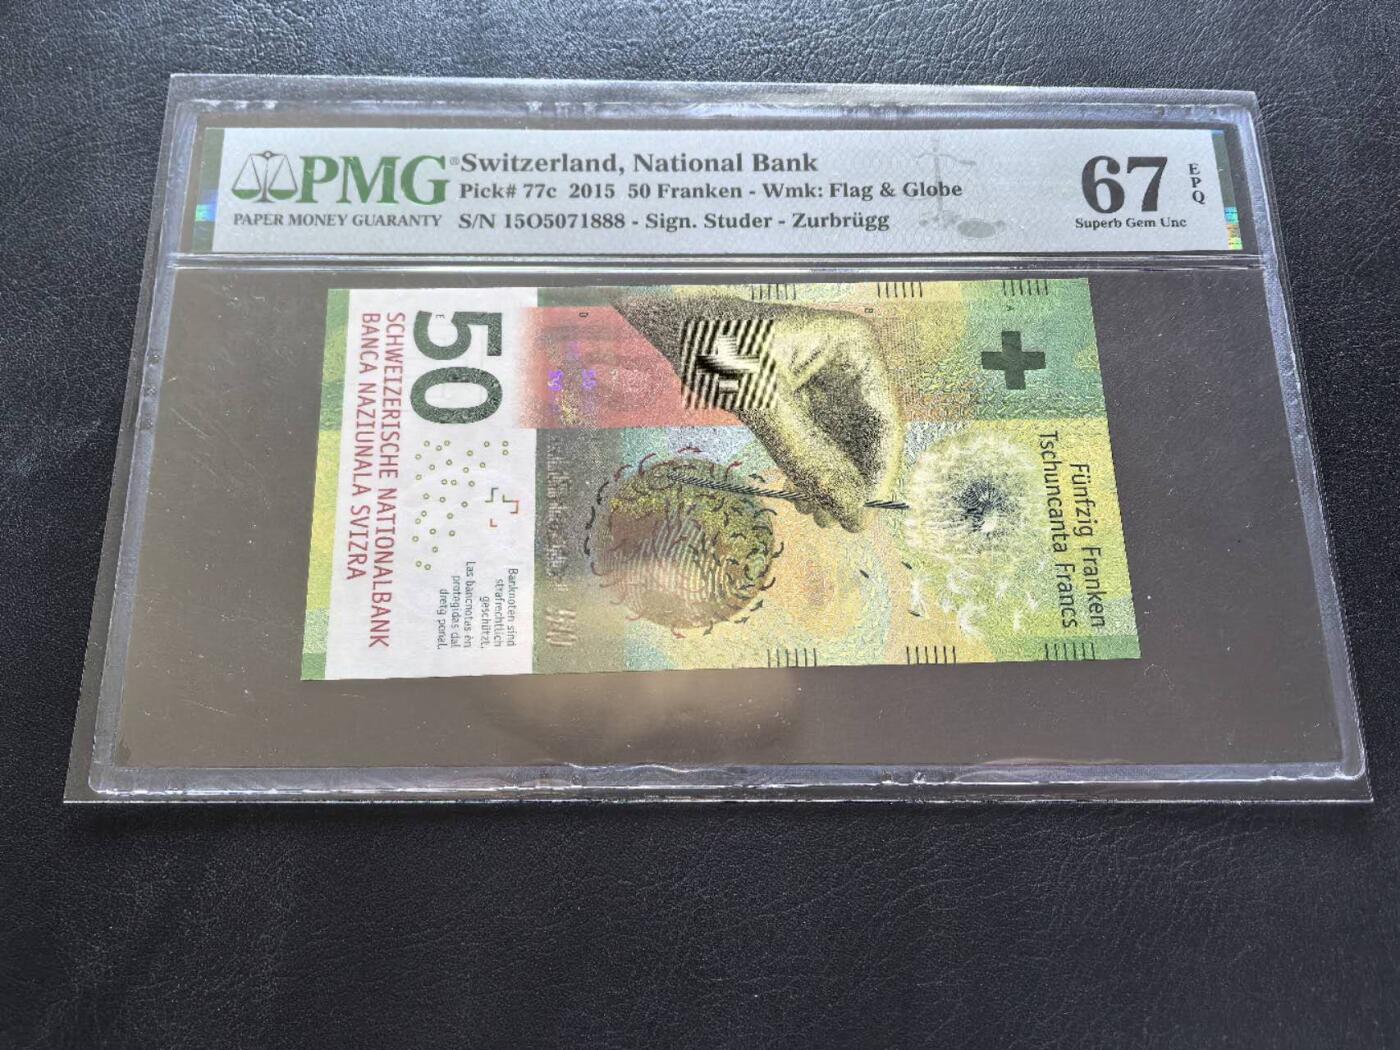 PMG® Switzerland, National Bank
Pick# 77c 2015 50 Franken - Wmk: Flag & Globe
PAPER MONEY GUARANTY S/N 15O5071888 - Sign. Studer - Zurbrügg
67 EPQ
Superb Gem Unc
50
SCHWEIZERISCHE NATIONALBANK
BANCA NAZIUNALA SVIZRA
Banknoten sind
strafrechtlich
geschützt.
Las bancnotas èn
protegidas dal
dretg penal.
Fünfzig Franken
Tschuncanta Francs